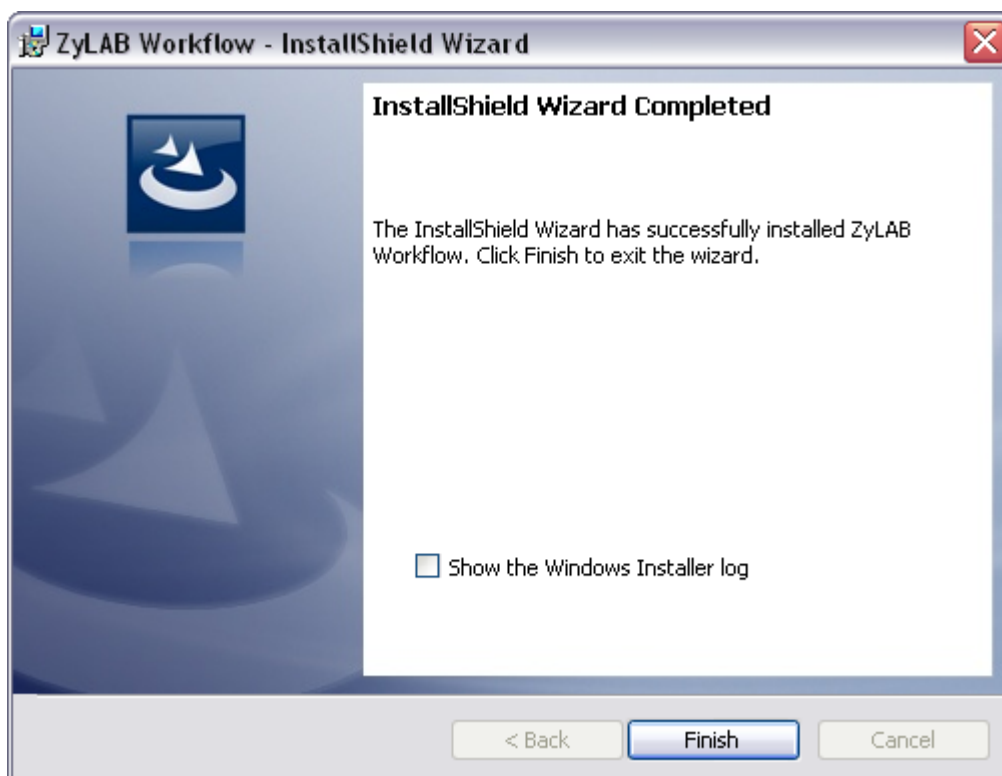 ZyLAB Workflow - InstallShield Wizard
InstallShield Wizard Completed
The InstallShield Wizard has successfully installed ZyLAB
Workflow. Click Finish to exit the wizard.
Show the Windows Installer log
< Back
Finish
Cancel